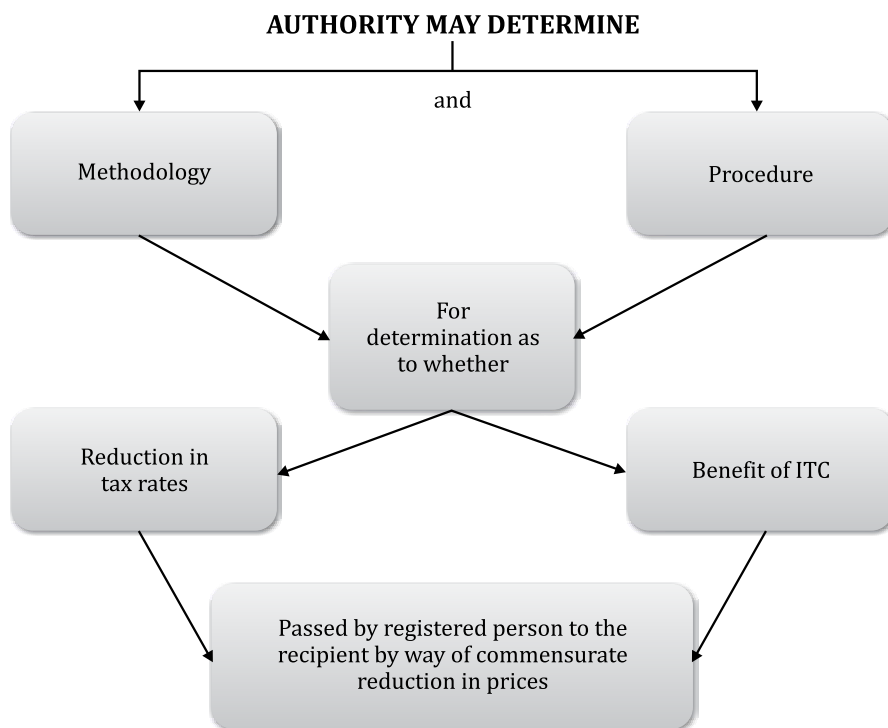 AUTHORITY MAY DETERMINE
and
Methodology
Procedure
For
determination as
to whether
Reduction in
tax rates
Benefit of ITC
Passed by registered person to the
recipient by way of commensurate
reduction in prices